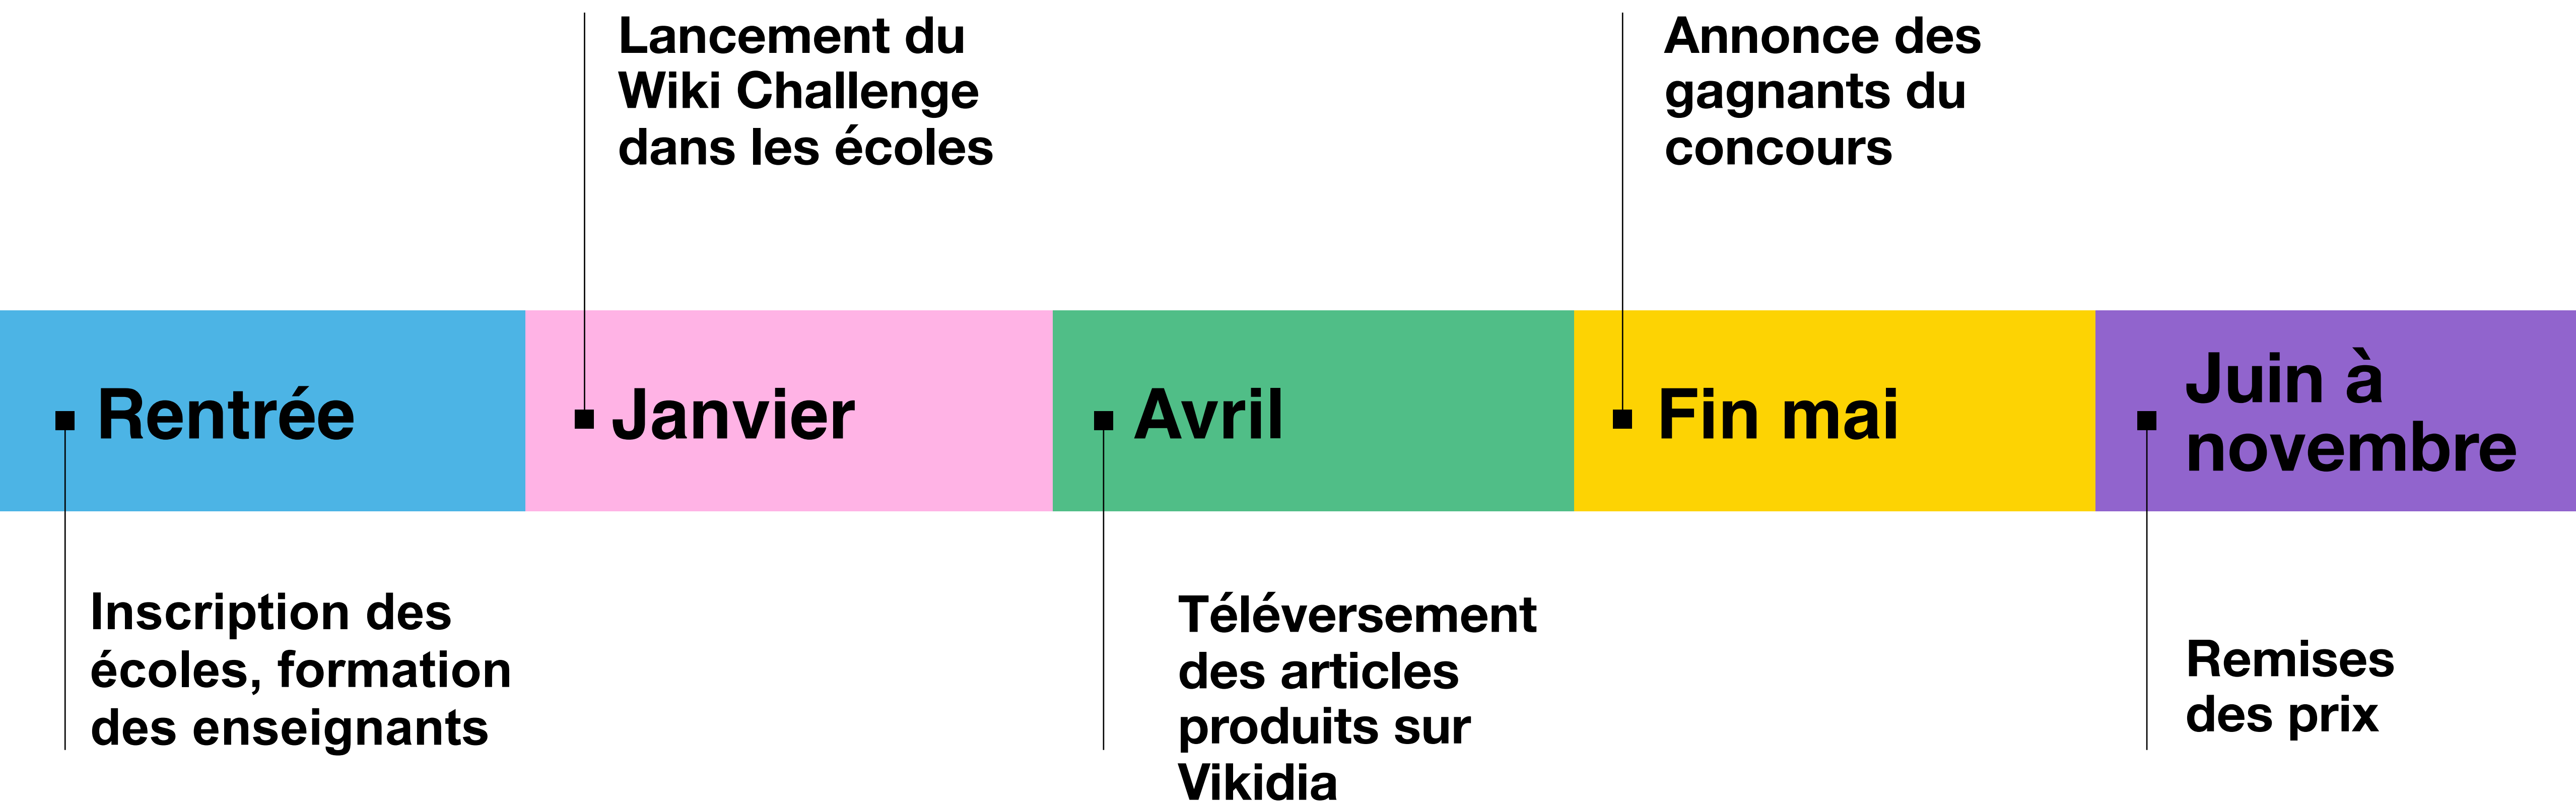 Lancement du
Wiki Challenge
dans les écoles
Annonce des
gagnants du
concours
Rentrée
Janvier
Avril
Fin mai
Juin à
novembre
Inscription des
écoles, formation
des enseignants
Téléversement
des articles
produits sur
Vikidia
Remises
des prix